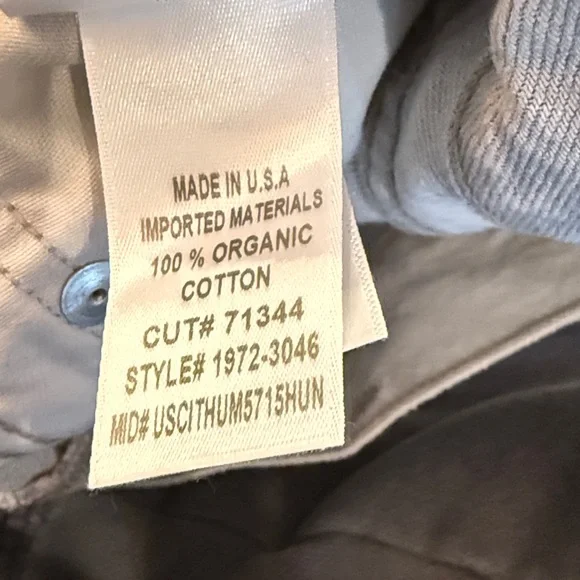 MADE IN U.S.A
IMPORTED MATERIALS
100 % ORGANIC
COTTON
CUT# 71344
STYLE# 1972-3046
MID# USCITHUM5715HUN